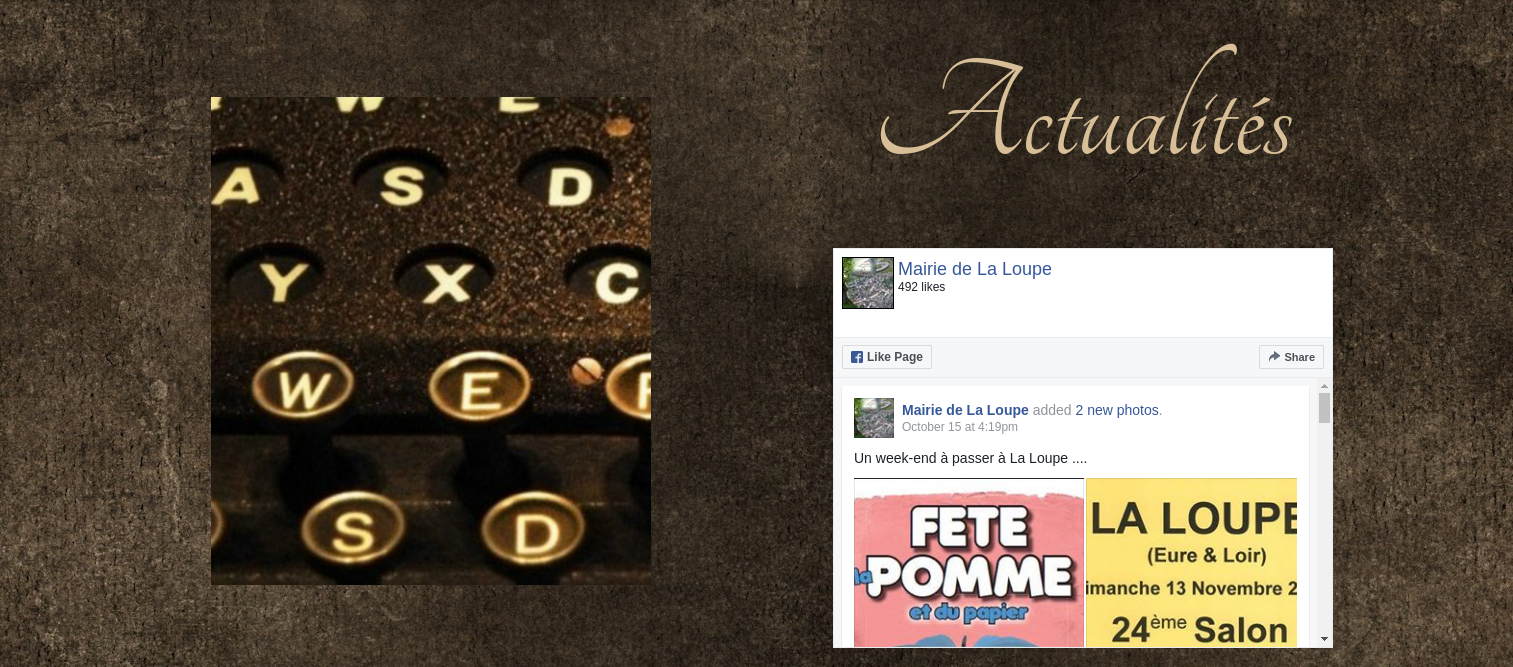 W E
A S D
Y X C
W E
S D
Actualités
Mairie de La Loupe
492 likes
Like Page
Share
Mairie de La Loupe added 2 new photos.
October 15 at 4:19pm
Un week-end à passer à La Loupe ....
FETE
la POMME
et du papier
LA LOUPE
(Eure & Loir)
imanche 13 Novembre 2
24ème Salon